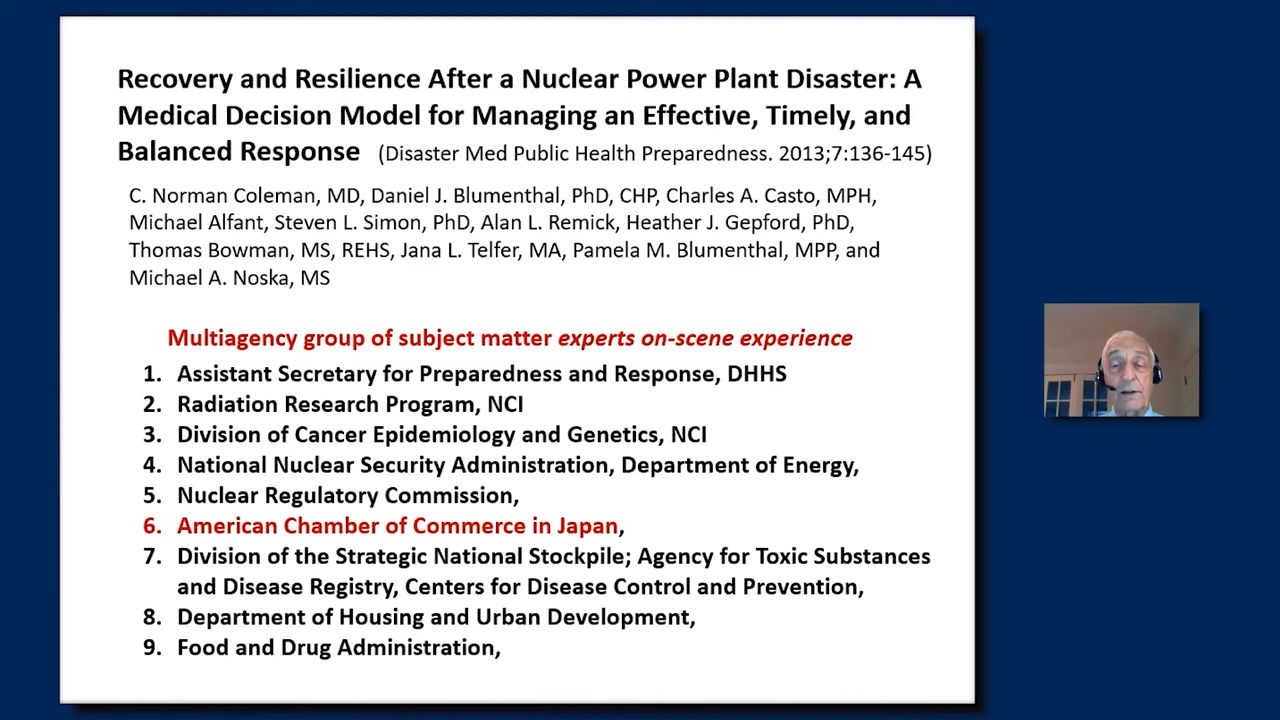 Recovery and Resilience After a Nuclear Power Plant Disaster: A
Medical Decision Model for Managing an Effective, Timely, and
Balanced Response (Disaster Med Public Health Preparedness. 2013;7:136-145)
C. Norman Coleman, MD, Daniel J. Blumenthal, PhD, CHP, Charles A. Casto, MPH,
Michael Alfant, Steven L. Simon, PhD, Alan L. Remick, Heather J. Gepford, PhD,
Thomas Bowman, MS, REHS, Jana L. Telfer, MA, Pamela M. Blumenthal, MPP, and
Michael A. Noska, MS
Multiagency group of subject matter experts on-scene experience
1. Assistant Secretary for Preparedness and Response, DHHS
2. Radiation Research Program, NCI
3. Division of Cancer Epidemiology and Genetics, NCI
4. National Nuclear Security Administration, Department of Energy,
5. Nuclear Regulatory Commission,
6. American Chamber of Commerce in Japan,
7. Division of the Strategic National Stockpile; Agency for Toxic Substances
and Disease Registry, Centers for Disease Control and Prevention,
8. Department of Housing and Urban Development,
9. Food and Drug Administration,